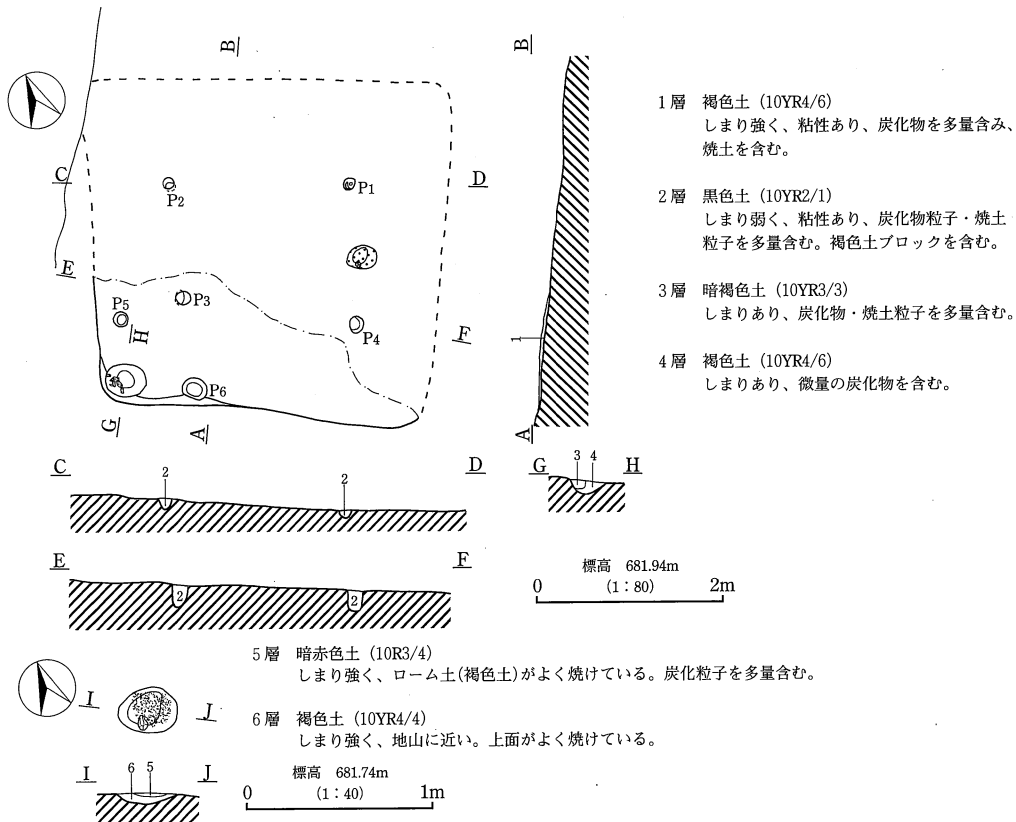 B
B
C
D
P1
P2
E
P5
P3
H
P4
F
P6
G
A
1
A
1層 褐色土 (10YR4/6)
しまり強く、粘性あり、炭化物を多量含み、
焼土を含む。
2層 黒色土 (10YR2/1)
しまり弱く、粘性あり、炭化物粒子・焼土
粒子を多量含む。褐色土ブロックを含む。
3層 暗褐色土 (10YR3/3)
しまりあり、炭化物・焼土粒子を多量含む。
4層 褐色土 (10YR4/6)
しまりあり、微量の炭化物を含む。
C
2
2
D
G
3 4
H
E
2
2
F
標高 681.94m
0 (1:80) 2m
5層 暗赤色土 (10R3/4)
しまり強く、ローム土(褐色土)がよく焼けている。炭化粒子を多量含む。
I
J
6層 褐色土 (10YR4/4)
しまり強く、地山に近い。上面がよく焼けている。
I
6 5
J
標高 681.74m
0 (1:40) 1m